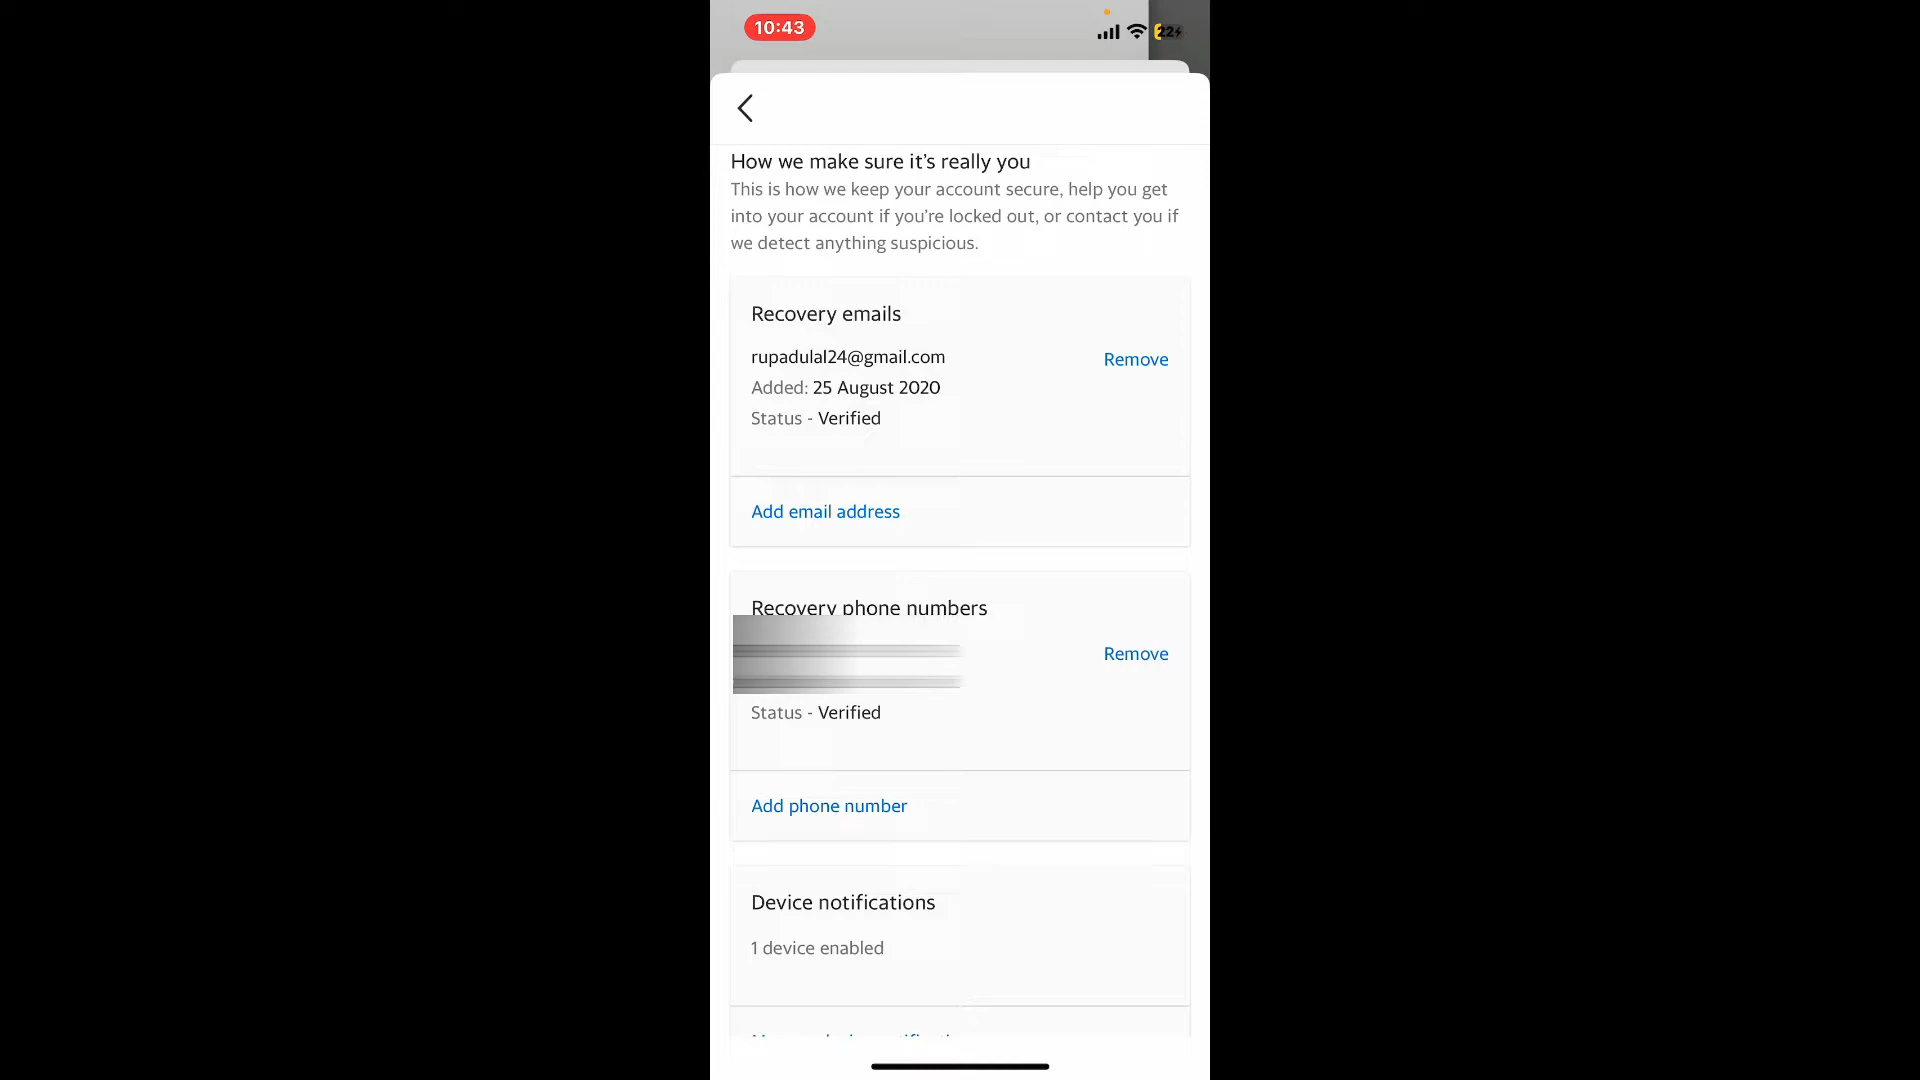 10:43
22
How we make sure it's really you
This is how we keep your account secure, help you get
into your account if you're locked out, or contact you if
we detect anything suspicious.
Recovery emails
rupadulal24@gmail.com
Remove
Added: 25 August 2020
Status - Verified
Add email address
Recovery phone numbers
Remove
Status - Verified
Add phone number
Device notifications
1 device enabled